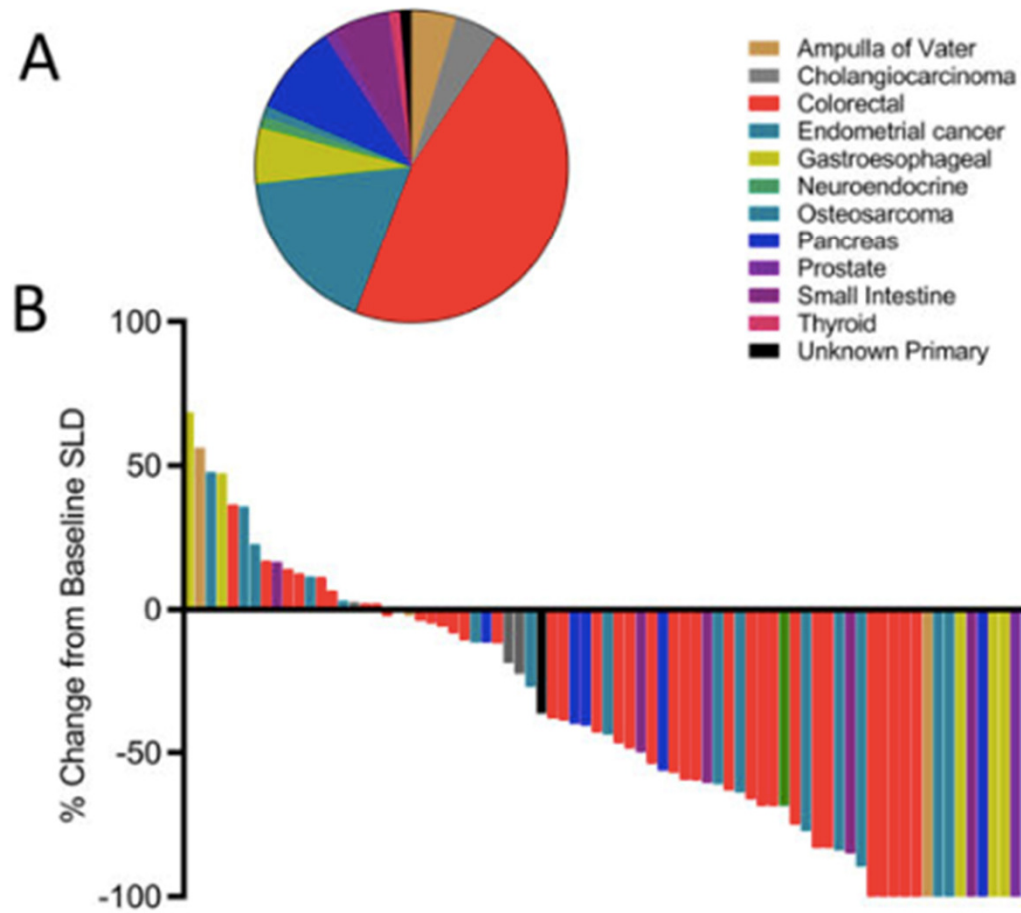 A
Ampulla of Vater
Cholangiocarcinoma
Colorectal
Endometrial cancer
Gastroesophageal
Neuroendocrine
Osteosarcoma
Pancreas
Prostate
Small Intestine
Thyroid
Unknown Primary
B
% Change from Baseline SLD
100
50
0
-50
-100